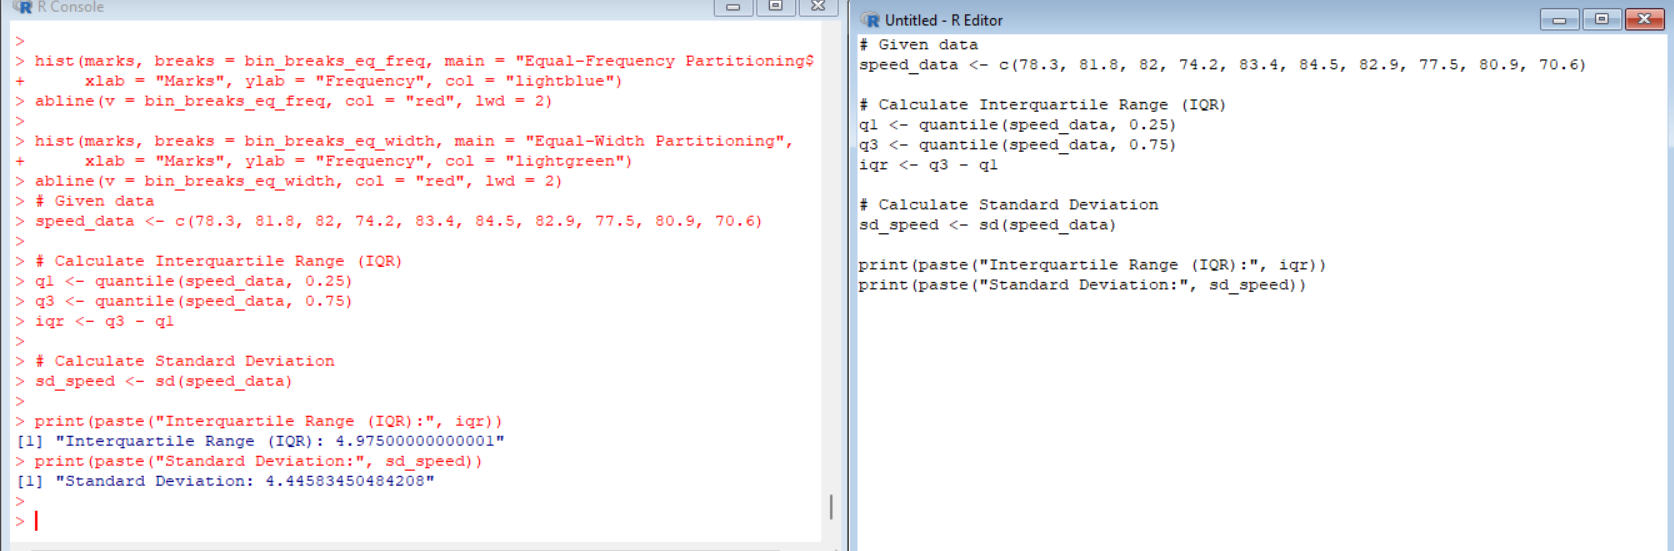 R Console
>
> hist(marks, breaks = bin_breaks_eq_freq, main = "Equal-Frequency Partitioning$
+      xlab = "Marks", ylab = "Frequency", col = "lightblue")
> abline(v = bin_breaks_eq_freq, col = "red", lwd = 2)
>
> hist(marks, breaks = bin_breaks_eq_width, main = "Equal-Width Partitioning",
+      xlab = "Marks", ylab = "Frequency", col = "lightgreen")
> abline(v = bin_breaks_eq_width, col = "red", lwd = 2)
> # Given data
> speed_data <- c(78.3, 81.8, 82, 74.2, 83.4, 84.5, 82.9, 77.5, 80.9, 70.6)
>
> # Calculate Interquartile Range (IQR)
> q1 <- quantile(speed_data, 0.25)
> q3 <- quantile(speed_data, 0.75)
> iqr <- q3 - q1
>
> # Calculate Standard Deviation
> sd_speed <- sd(speed_data)
>
> print(paste("Interquartile Range (IQR):", iqr))
[1] "Interquartile Range (IQR): 4.97500000000001"
> print(paste("Standard Deviation:", sd_speed))
[1] "Standard Deviation: 4.44583450484208"
>
>
Untitled - R Editor
# Given data
speed_data <- c(78.3, 81.8, 82, 74.2, 83.4, 84.5, 82.9, 77.5, 80.9, 70.6)
# Calculate Interquartile Range (IQR)
q1 <- quantile(speed_data, 0.25)
q3 <- quantile(speed_data, 0.75)
iqr <- q3 - q1
# Calculate Standard Deviation
sd_speed <- sd(speed_data)
print(paste("Interquartile Range (IQR):", iqr))
print(paste("Standard Deviation:", sd_speed))